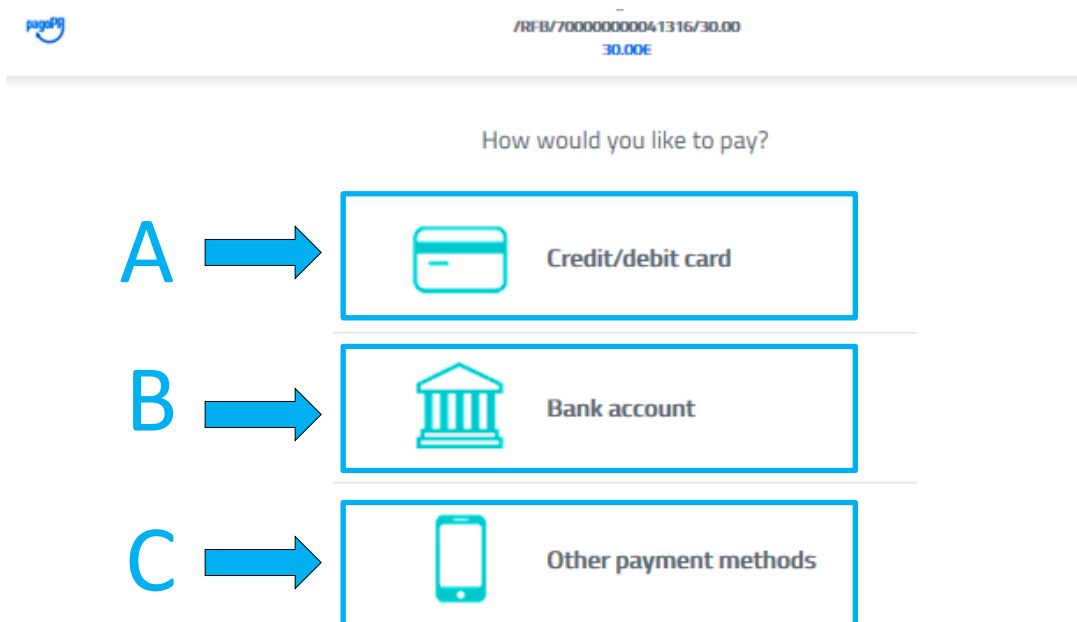 pagoPA
/RFB/700000000041316/30.00
30.00E
How would you like to pay?
A
Credit/debit card
B
Bank account
C
Other payment methods